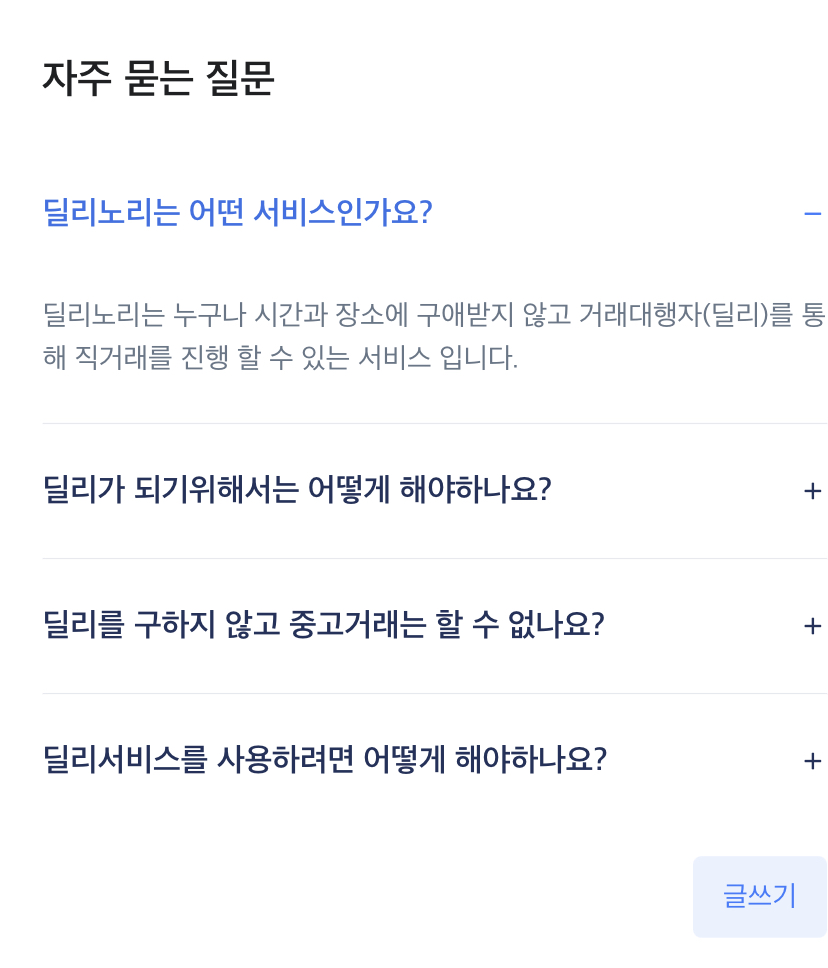 자주 묻는 질문
딜리노리는 어떤 서비스인가요? −
딜리노리는 누구나 시간과 장소에 구애받지 않고 거래대행자(딜리)를 통
해 직거래를 진행 할 수 있는 서비스 입니다.
딜리가 되기위해서는 어떻게 해야하나요? +
딜리를 구하지 않고 중고거래는 할 수 없나요? +
딜리서비스를 사용하려면 어떻게 해야하나요? +
글쓰기